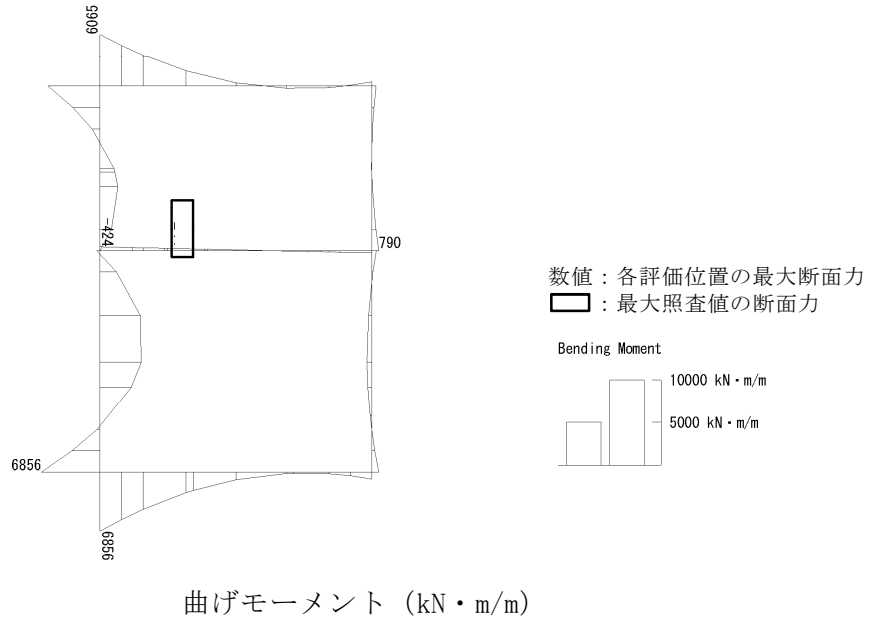 5909
-424
790
数値：各評価位置の最大断面力
：最大照査値の断面力
Bending Moment
10000 kN・m/m
5000 kN・m/m
6856
6856
曲げモーメント (kN・m/m)